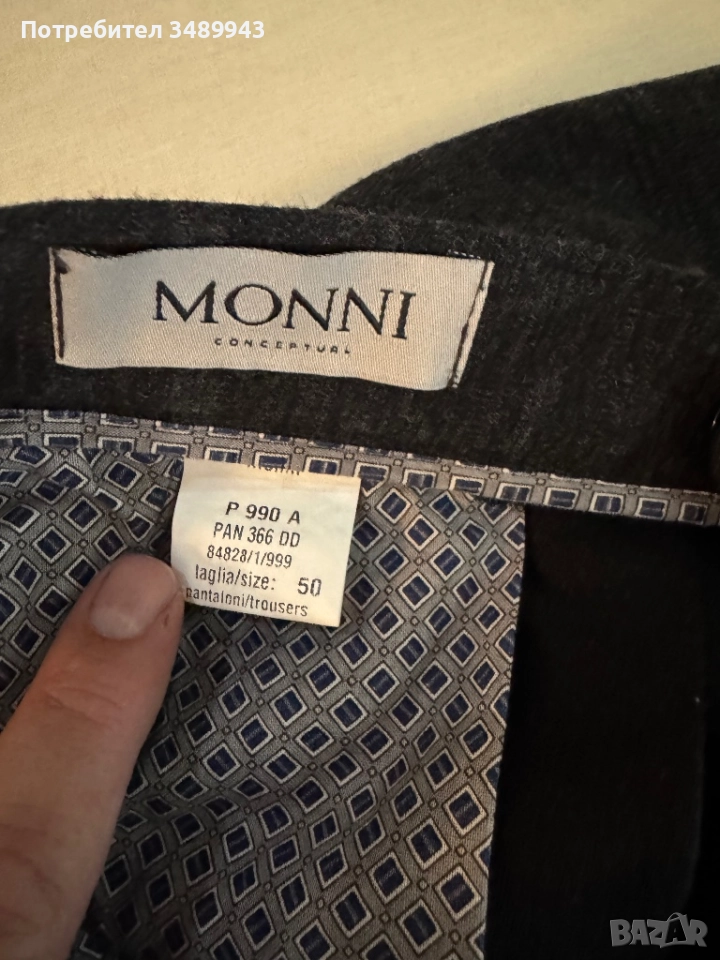 Потребител 3489943
MONNI
CONCEPTUAL
P 990 A
PAN 366 DD
84828/1/999
taglia/size: 50
pantaloni/trousers
BAZAR